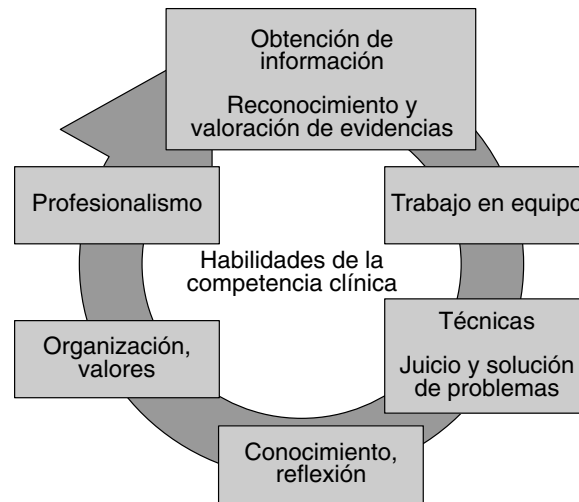 Obtención de
información
Reconocimiento y
valoración de evidencias
Profesionalismo
Trabajo en equipo
Habilidades de la
competencia clínica
Técnicas
Juicio y solución
de problemas
Organización,
valores
Conocimiento,
reflexión